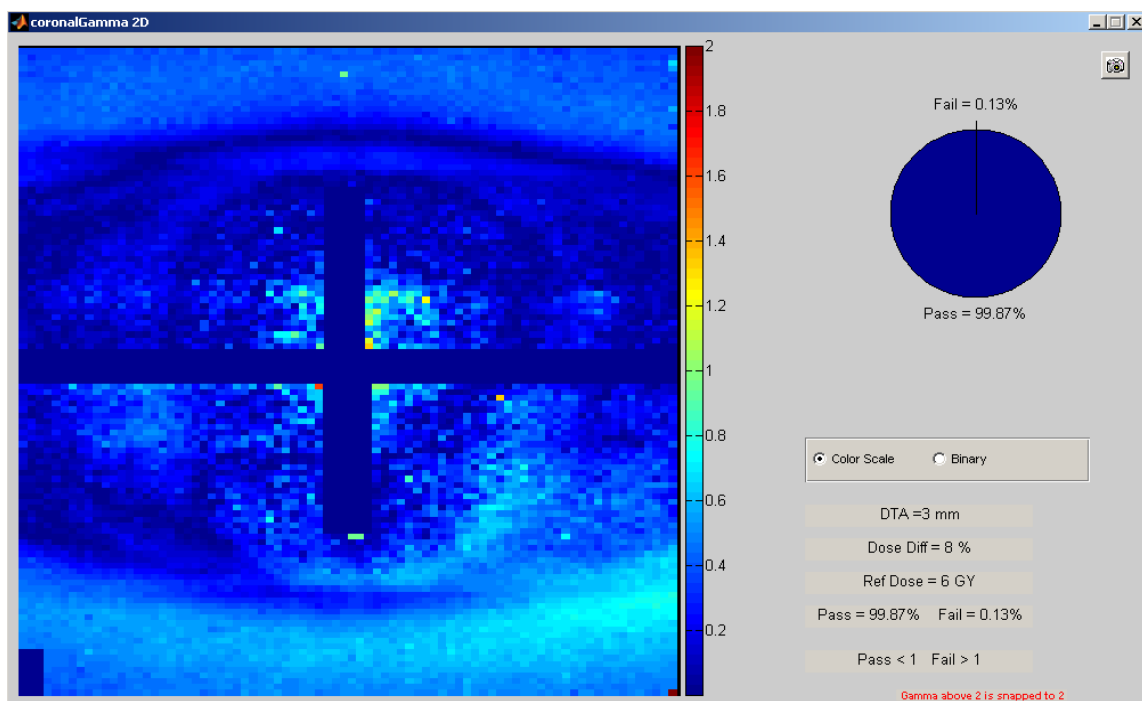 coronalGamma 2D
2
1.8
1.6
1.4
1.2
1
0.8
0.6
0.4
0.2
Fail = 0.13%
Pass = 99.87%
Color Scale Binary
DTA =3 mm
Dose Diff = 8 %
Ref Dose = 6 GY
Pass = 99.87% Fail = 0.13%
Pass < 1 Fail > 1
Gamma above 2 is snapped to 2